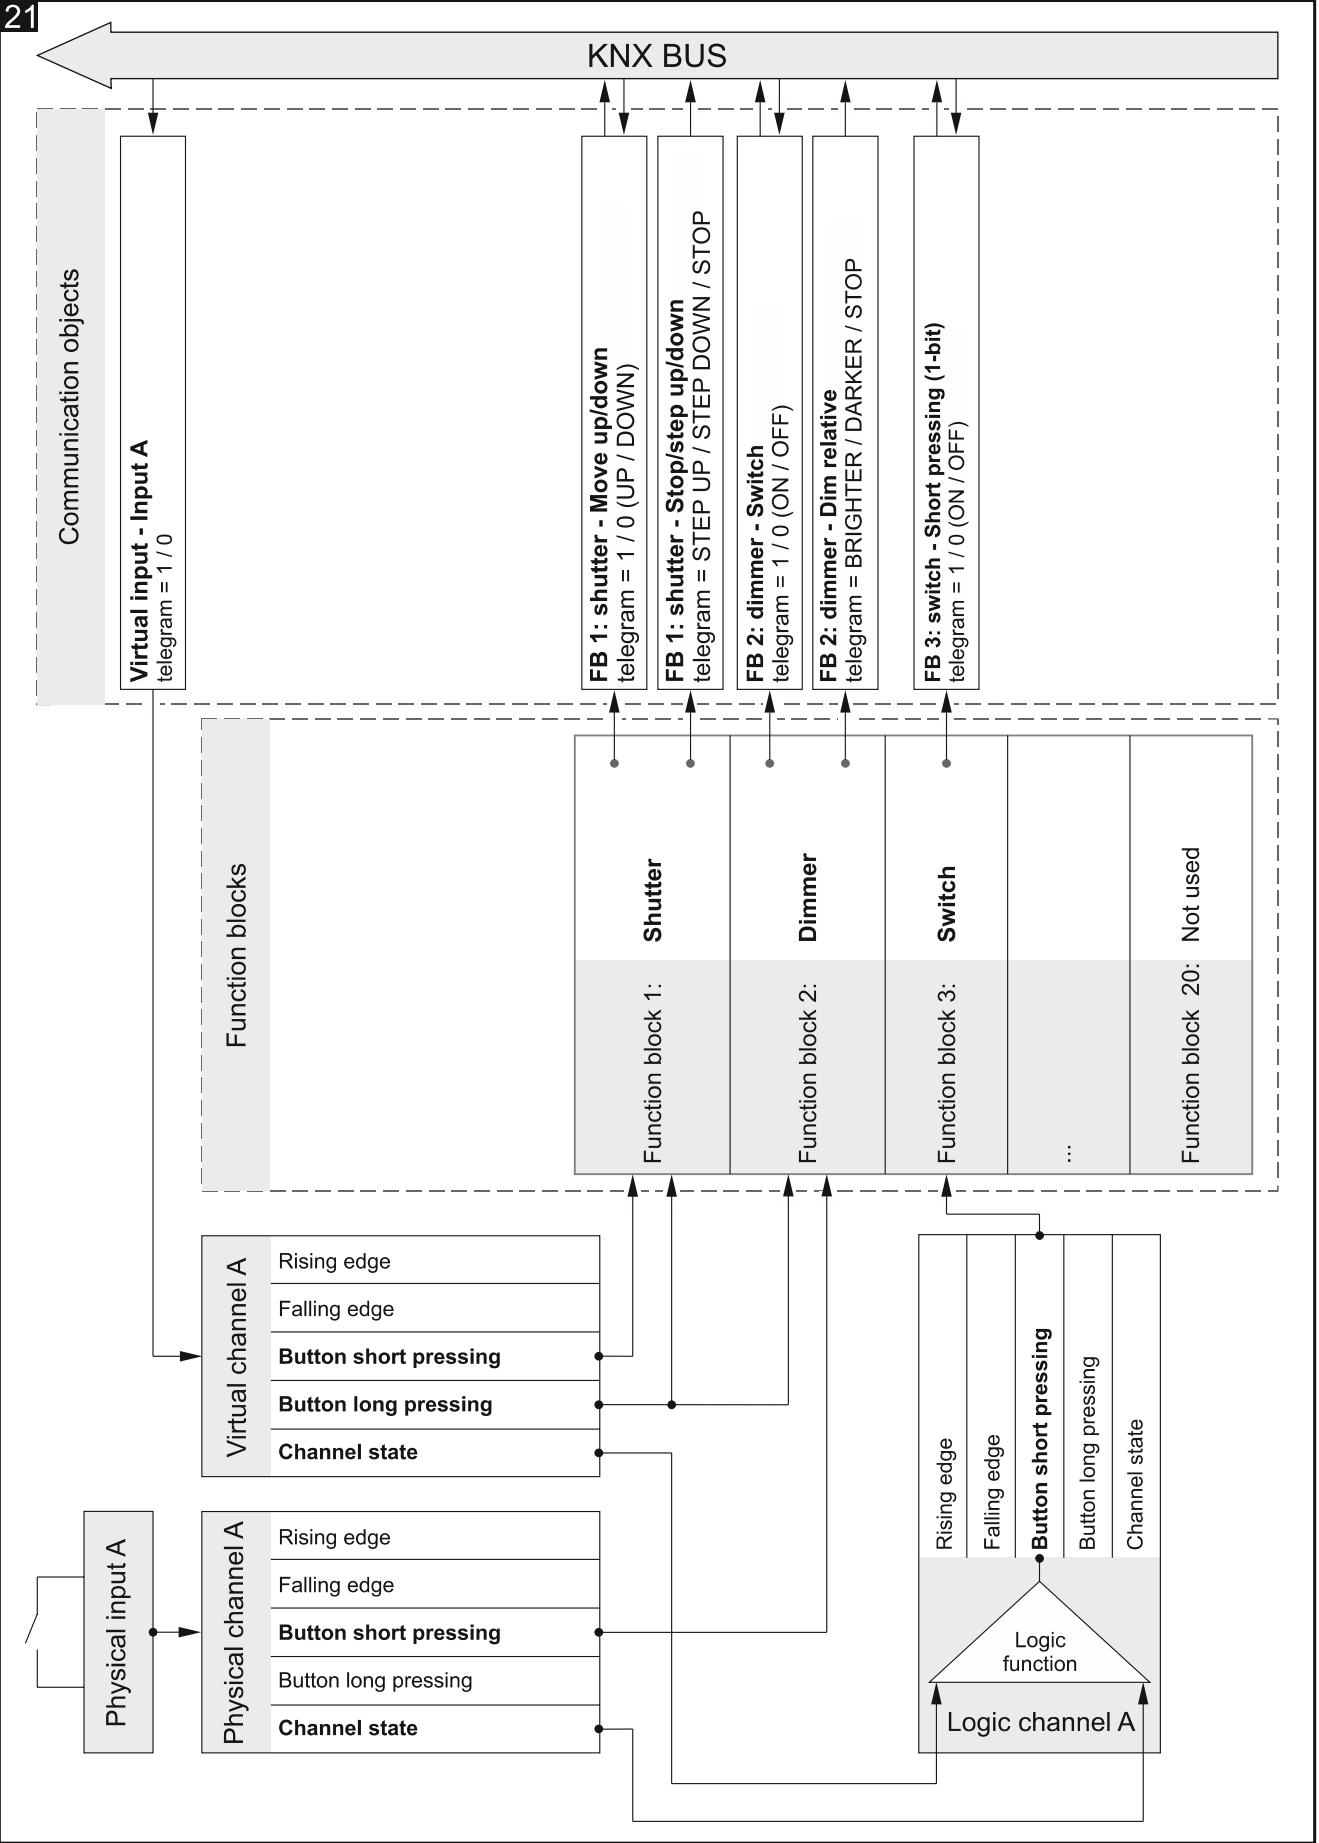 21
KNX BUS
Communication objects
Virtual input - Input A
telegram = 1 / 0
FB 1: shutter - Move up/down
telegram = 1 / 0 (UP / DOWN)
FB 1: shutter - Stop/step up/down
telegram = STEP UP / STEP DOWN / STOP
FB 2: dimmer - Switch
telegram = 1 / 0 (ON / OFF)
FB 2: dimmer - Dim relative
telegram = BRIGHTER / DARKER / STOP
FB 3: switch - Short pressing (1-bit)
telegram = 1 / 0 (ON / OFF)
Function blocks
Function block 1: Shutter
Function block 2: Dimmer
Function block 3: Switch
...
Function block 20: Not used
Virtual channel A
Rising edge
Falling edge
Button short pressing
Button long pressing
Channel state
Physical input A
Physical channel A
Rising edge
Falling edge
Button short pressing
Button long pressing
Channel state
Rising edge
Falling edge
Button short pressing
Button long pressing
Channel state
Logic
function
Logic channel A